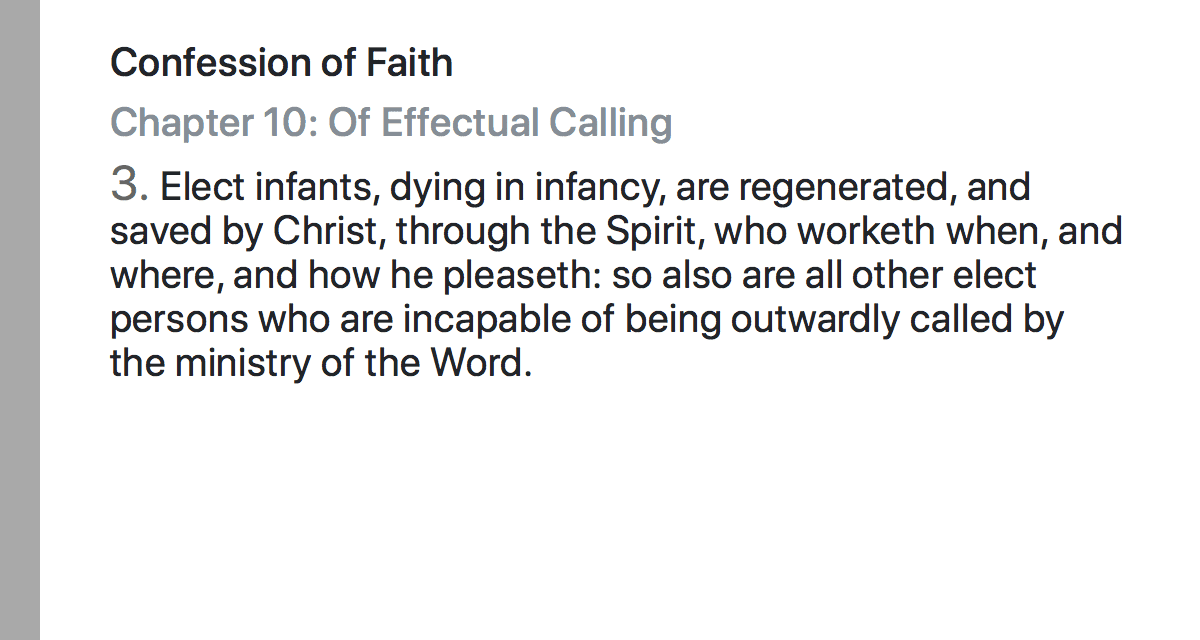 Confession of Faith
Chapter 10: Of Effectual Calling
3. Elect infants, dying in infancy, are regenerated, and
saved by Christ, through the Spirit, who worketh when, and
where, and how he pleaseth: so also are all other elect
persons who are incapable of being outwardly called by
the ministry of the Word.